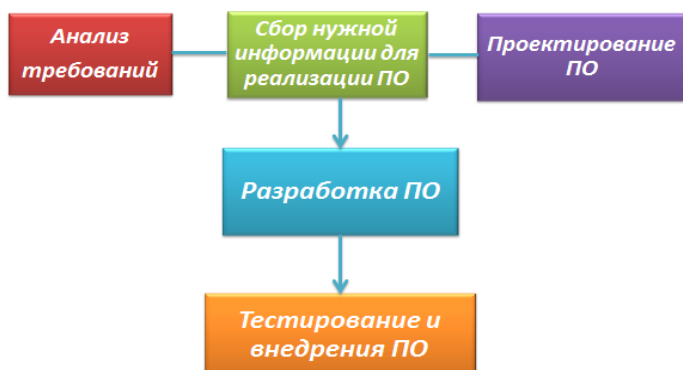 Анализ
требований
Сбор нужной
информации для
реализации ПО
Проектирование
ПО
Разработка ПО
Тестирование и
внедрения ПО